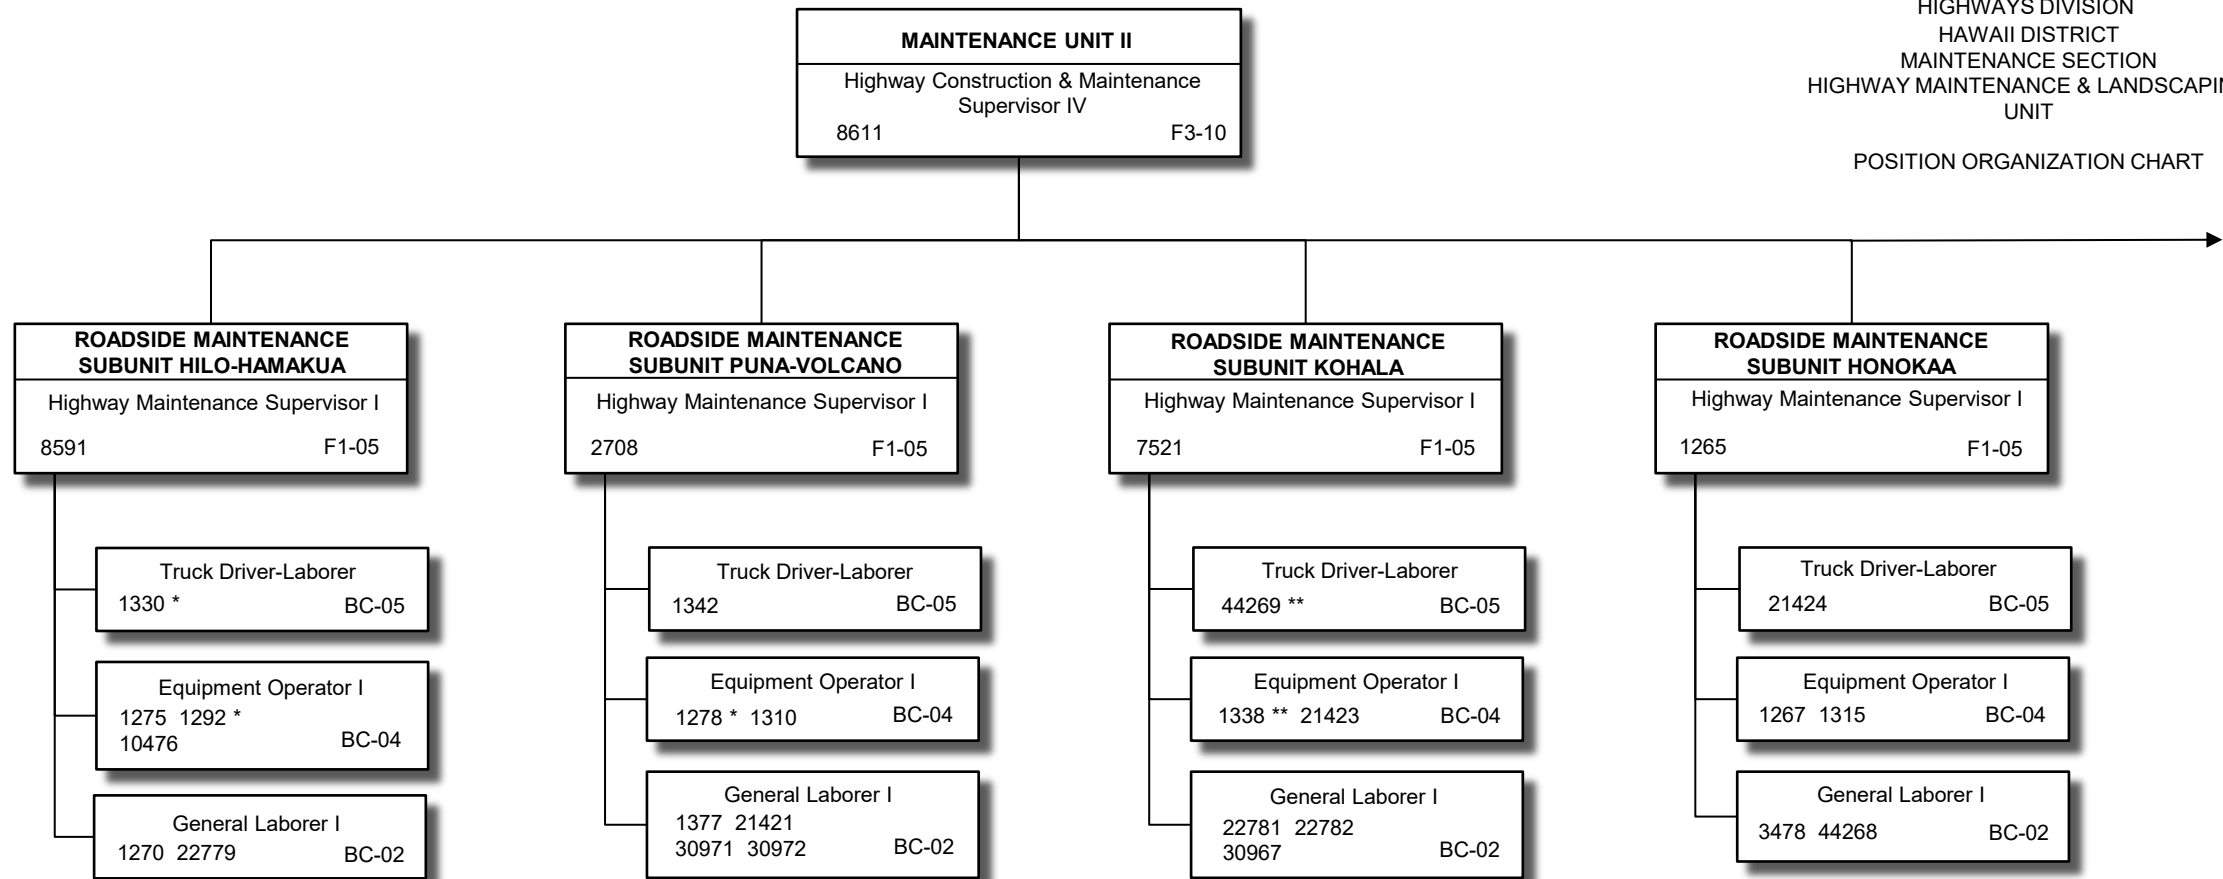 HIGHWAYS DIVISION
HAWAII DISTRICT
MAINTENANCE SECTION
HIGHWAY MAINTENANCE & LANDSCAPIN
UNIT
POSITION ORGANIZATION CHART
MAINTENANCE UNIT II
Highway Construction & Maintenance
Supervisor IV
8611 F3-10
ROADSIDE MAINTENANCE
SUBUNIT HILO-HAMAKUA
Highway Maintenance Supervisor I
8591 F1-05
Truck Driver-Laborer
1330 * BC-05
Equipment Operator I
1275 1292 *
10476 BC-04
General Laborer I
1270 22779 BC-02
ROADSIDE MAINTENANCE
SUBUNIT PUNA-VOLCANO
Highway Maintenance Supervisor I
2708 F1-05
Truck Driver-Laborer
1342 BC-05
Equipment Operator I
1278 * 1310 BC-04
General Laborer I
1377 21421
30971 30972 BC-02
ROADSIDE MAINTENANCE
SUBUNIT KOHALA
Highway Maintenance Supervisor I
7521 F1-05
Truck Driver-Laborer
44269 ** BC-05
Equipment Operator I
1338 ** 21423 BC-04
General Laborer I
22781 22782
30967 BC-02
ROADSIDE MAINTENANCE
SUBUNIT HONOKAA
Highway Maintenance Supervisor I
1265 F1-05
Truck Driver-Laborer
21424 BC-05
Equipment Operator I
1267 1315 BC-04
General Laborer I
3478 44268 BC-02